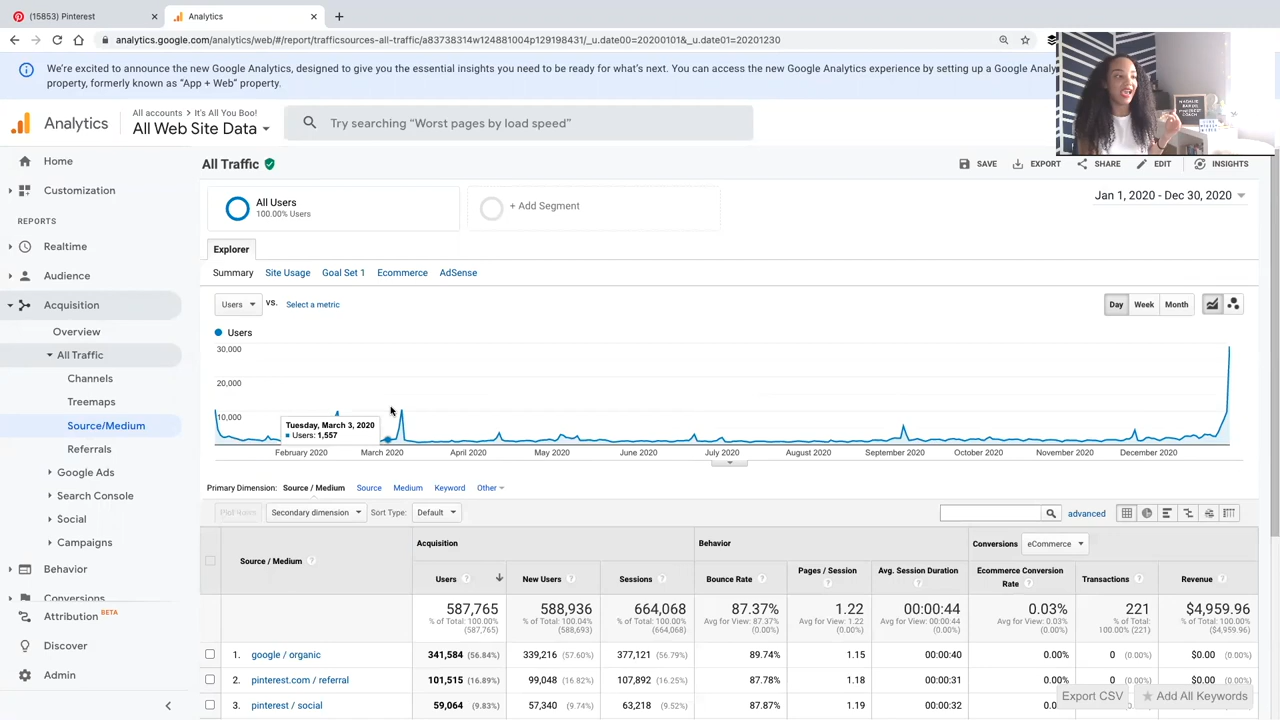 (15853) Pinterest
Analytics
analytics.google.com/analytics/web/#/report/trafficsources-all-traffic/a83738314w124881004p129198431/_u.date00=20200101&_u.date01=20201230
We're excited to announce the new Google Analytics, designed to give you the essential insights you need to be ready for what's next. You can access the new Google Analytics experience by setting up a Google Analy
property, formerly known as "App + Web" property.
Analytics
All accounts > It's All You Boo!
All Web Site Data
Try searching "Worst pages by load speed"
Home
Customization
REPORTS
Realtime
Audience
Acquisition
Overview
All Traffic
Channels
Treemaps
Source/Medium
Referrals
Google Ads
Search Console
Social
Campaigns
Behavior
Conversions
Attribution BETA
Discover
Admin
All Traffic
SAVE EXPORT SHARE EDIT INSIGHTS
All Users
100.00% Users
+ Add Segment
Jan 1, 2020 - Dec 30, 2020
Explorer
Summary Site Usage Goal Set 1 Ecommerce AdSense
Users VS. Select a metric
Day Week Month
Users
30,000
20,000
10,000
Tuesday, March 3, 2020
Users: 1,557
February 2020 March 2020 April 2020 May 2020 June 2020 July 2020 August 2020 September 2020 October 2020 November 2020 December 2020
Primary Dimension: Source / Medium Source Medium Keyword Other
Plot Rows Secondary dimension Sort Type: Default advanced
Acquisition Behavior Conversions eCommerce
Source / Medium ? Users ? New Users ? Sessions ? Bounce Rate ? Pages / Session ? Avg. Session Duration ? Ecommerce Conversion Rate ? Transactions ? Revenue ?
587,765 588,936 664,068 87.37% 1.22 00:00:44 0.03% 221 $4,959.96
% of Total: 100.00% (587,765) % of Total: 100.04% (588,693) % of Total: 100.00% (664,068) Avg for View: 87.37% (0.00%) Avg for View: 1.22 (0.00%) Avg for View: 00:00:44 (0.00%) Avg for View: 0.03% (0.00%) % of Total: 100.00% (221) % of Total: 100.00% ($4,959.96)
1. google / organic 341,584 (56.84%) 339,216 (57.60%) 377,121 (56.79%) 89.74% 1.15 00:00:40 0.00% 0 (0.00%) $0.00 (0.00%)
2. pinterest.com / referral 101,515 (16.89%) 99,048 (16.82%) 107,892 (16.25%) 87.78% 1.18 00:00:31 0.00%
3. pinterest / social 59,064 (9.83%) 57,340 (9.74%) 63,218 (9.52%) 87.87% 1.19 00:00:32
Export CSV Add All Keywords